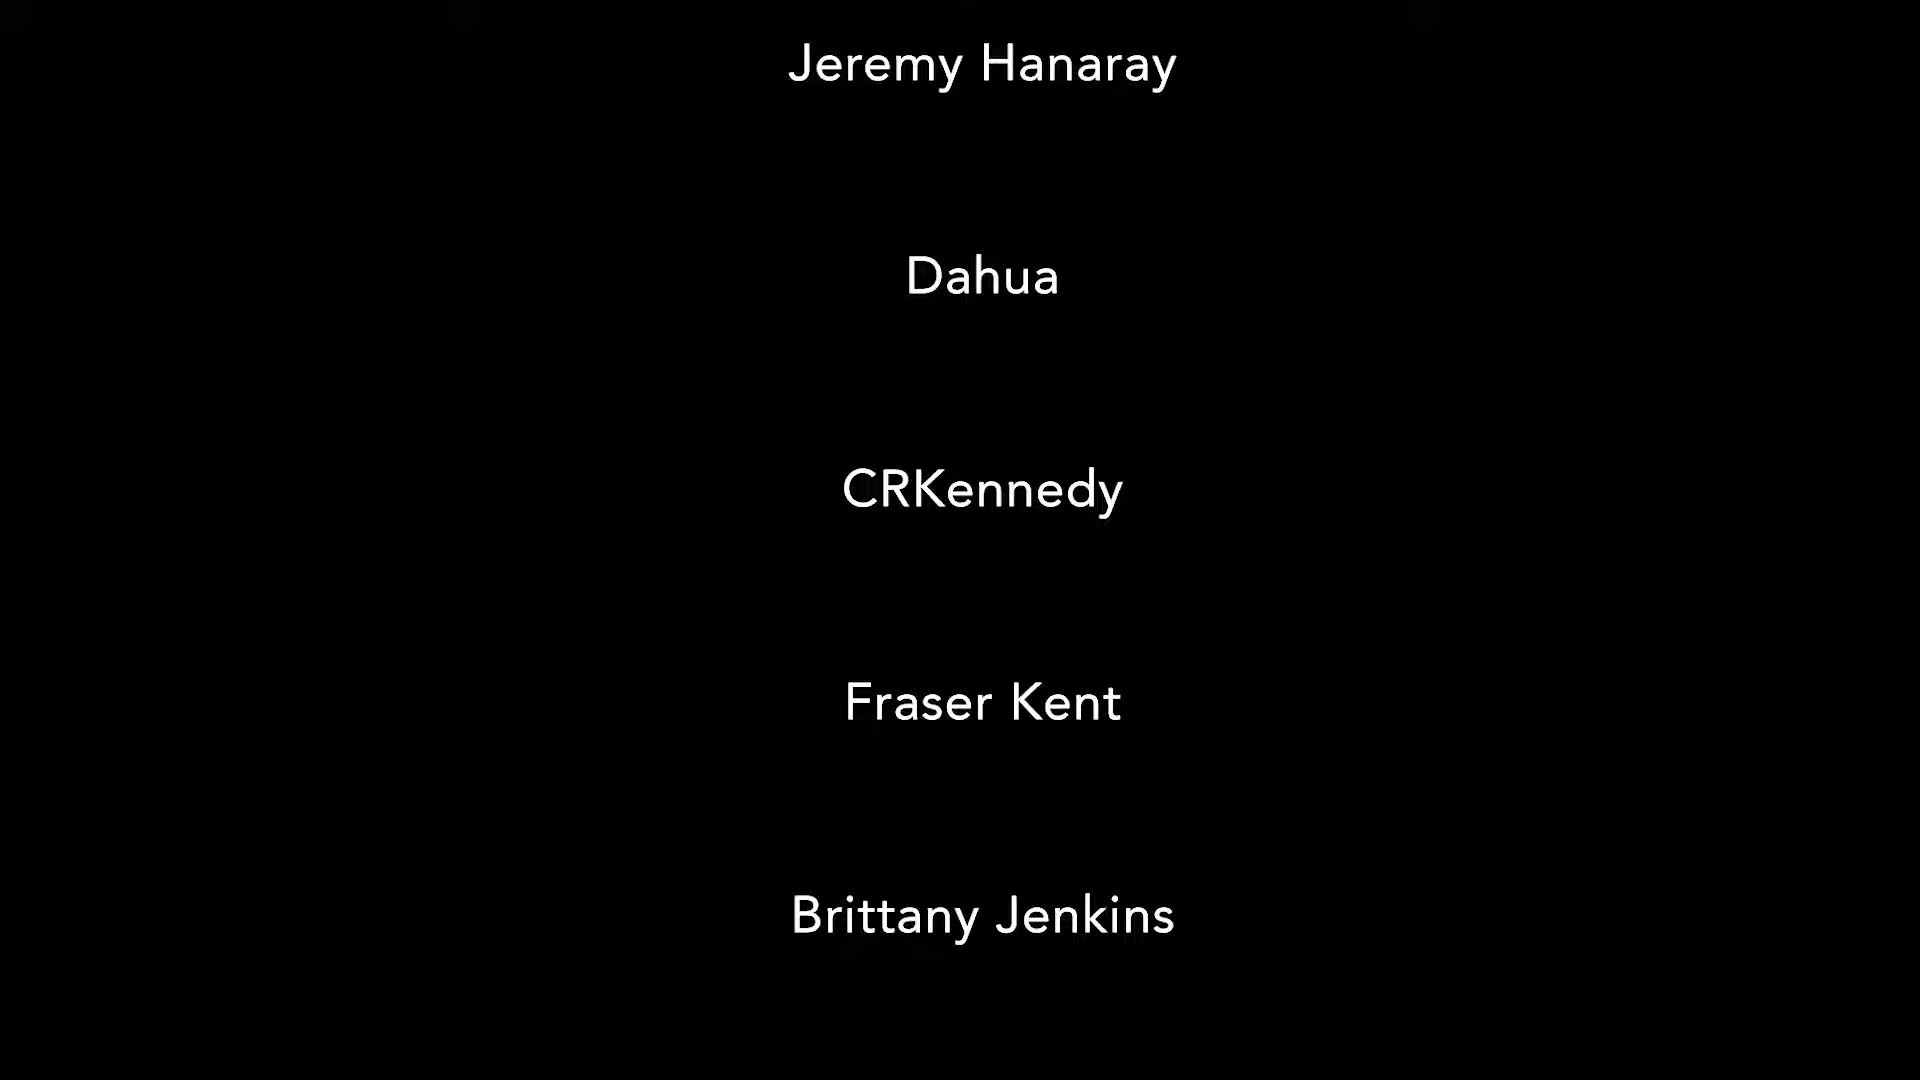 Jeremy Hanaray
Dahua
CRKennedy
Fraser Kent
Brittany Jenkins